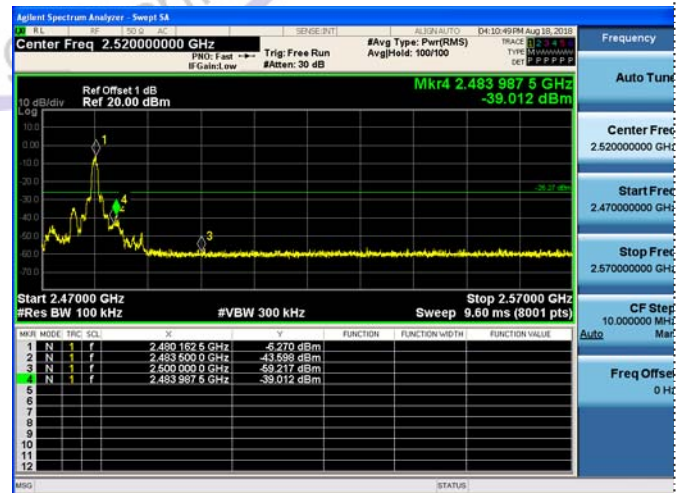 Agilent Spectrum Analyzer - Swept SA
RL RF 50 Ω AC SENSE:INT ALIGN AUTO 04:10:49 PM Aug 18, 2018
Center Freq 2.520000000 GHz
PNO: Fast
IFGain:Low
Trig: Free Run
#Atten: 30 dB
#Avg Type: Pwr(RMS)
Avg|Hold: 100/100
TRACE 1 2 3 4 5 6
TYPE
DET P P P P P P
Frequency
Auto Tune
Ref Offset 1 dB
Ref 20.00 dBm
10 dB/div
Log
Mkr4 2.483 987 5 GHz
-39.012 dBm
10.0
0.00
-10.0
-20.0
-30.0
-40.0
-50.0
-60.0
-70.0
1
4
3
Center Freq
2.520000000 GHz
Start Freq
2.470000000 GHz
Stop Freq
2.570000000 GHz
Start 2.47000 GHz
#Res BW 100 kHz
#VBW 300 kHz
Stop 2.57000 GHz
Sweep 9.60 ms (8001 pts)
CF Step
10.000000 MHz
Auto Man
Freq Offset
0 Hz
MKR MODE TRC SCL X Y FUNCTION FUNCTION WIDTH FUNCTION VALUE
1 N 1 f 2.480 162 5 GHz -6.270 dBm
2 N 1 f 2.483 500 0 GHz -43.598 dBm
3 N 1 f 2.500 000 0 GHz -59.217 dBm
4 N 1 f 2.483 987 5 GHz -39.012 dBm
5
6
7
8
9
10
11
12
MSG STATUS